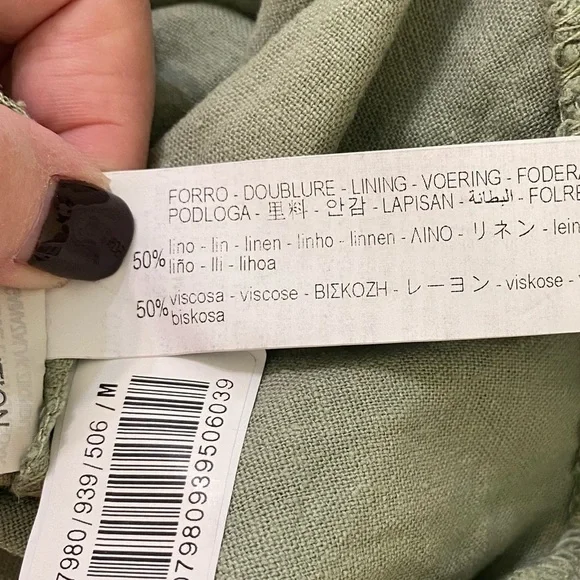 FORRO - DOUBLURE - LINING - VOERING - FODERA
PODLOGA - 里料 - 안감 - LAPISAN - البطانة - FOLRE
50% lino - lin - linen - linho - linnen - ΛΙΝΟ - リネン - lein
liño - lli - lihoa
50% viscosa - viscose - ΒΙΣΚΟΖΗ - レーヨン - viskose -
biskosa
7980/939/506 /M
07980939506039